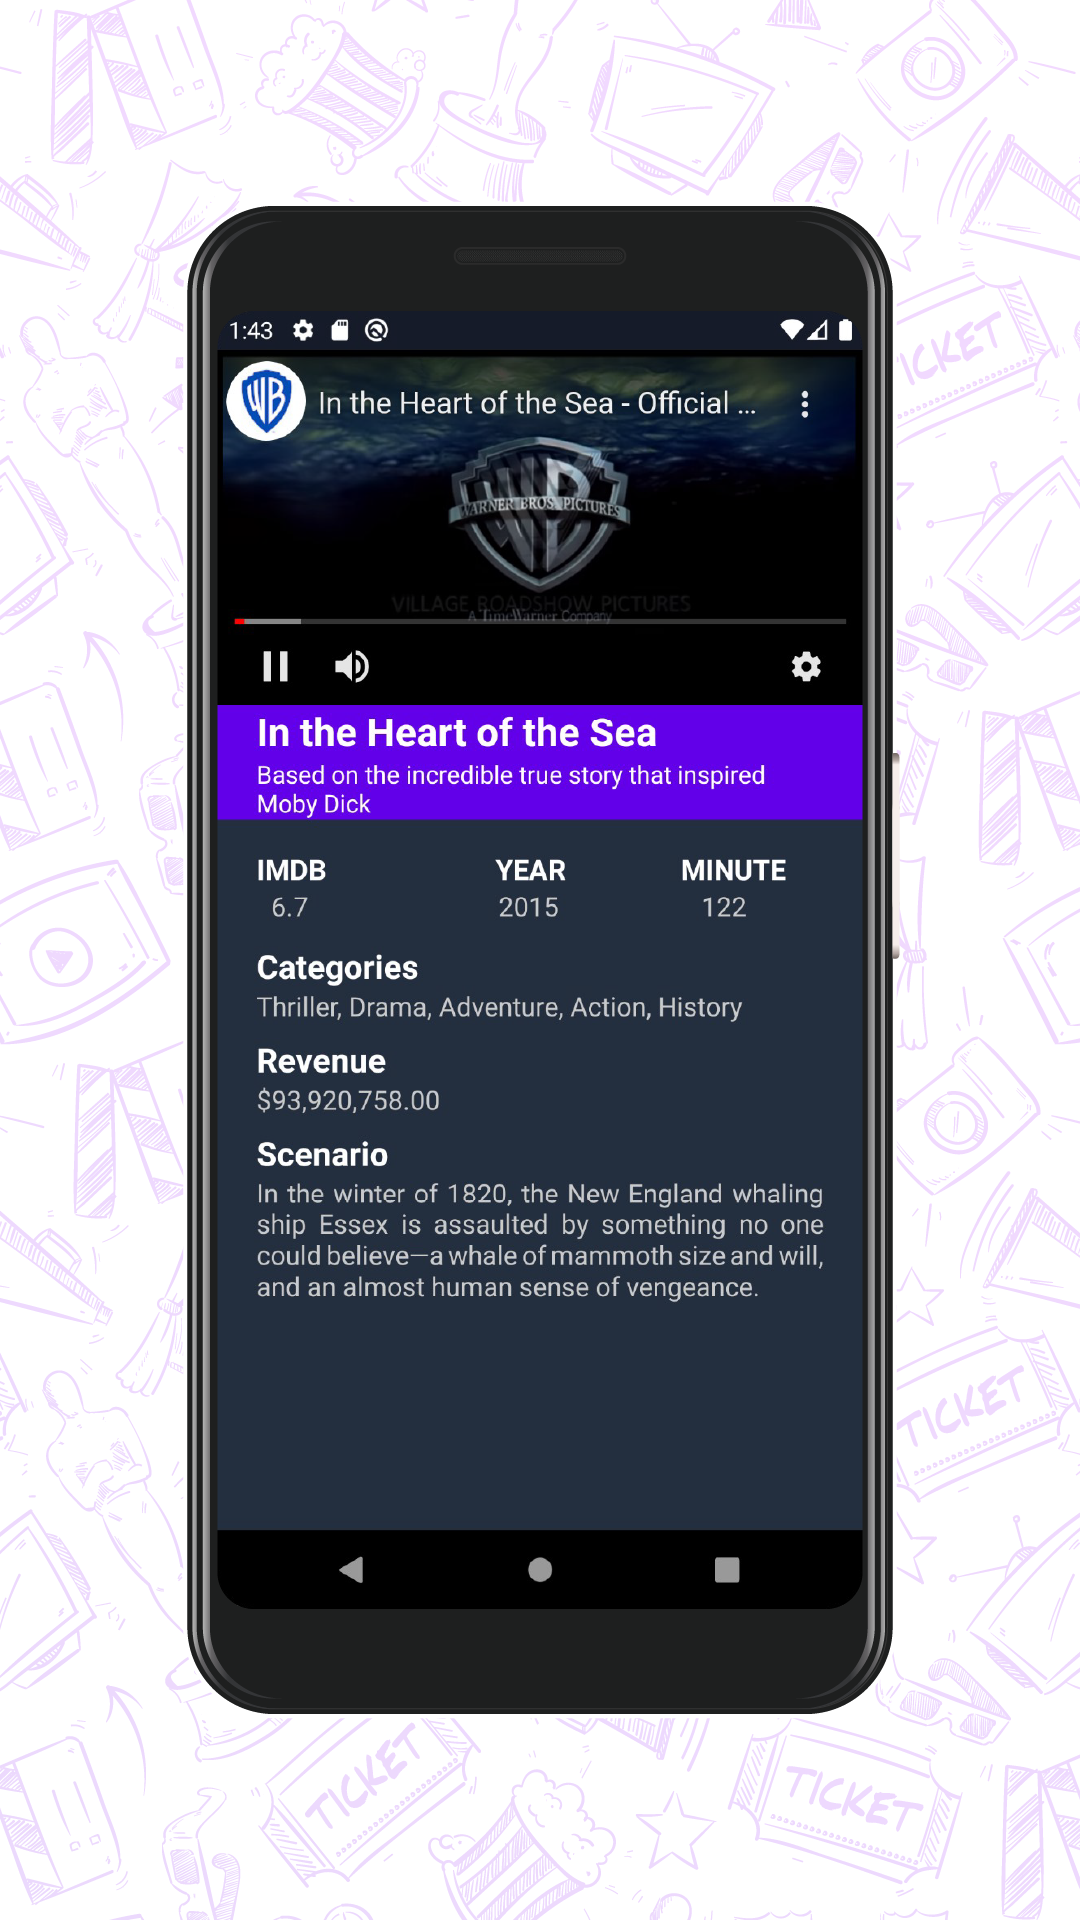 1:43
WB
In the Heart of the Sea - Official ...
WARNER BROS. PICTURES
VILLAGE ROADSHOW PICTURES
A TimeWarner Company
In the Heart of the Sea
Based on the incredible true story that inspired
Moby Dick
IMDB YEAR MINUTE
6.7 2015 122
Categories
Thriller, Drama, Adventure, Action, History
Revenue
$93,920,758.00
Scenario
In the winter of 1820, the New England whaling
ship Essex is assaulted by something no one
could believe—a whale of mammoth size and will,
and an almost human sense of vengeance.
TICKET
TICKET
TICKET
TICKET